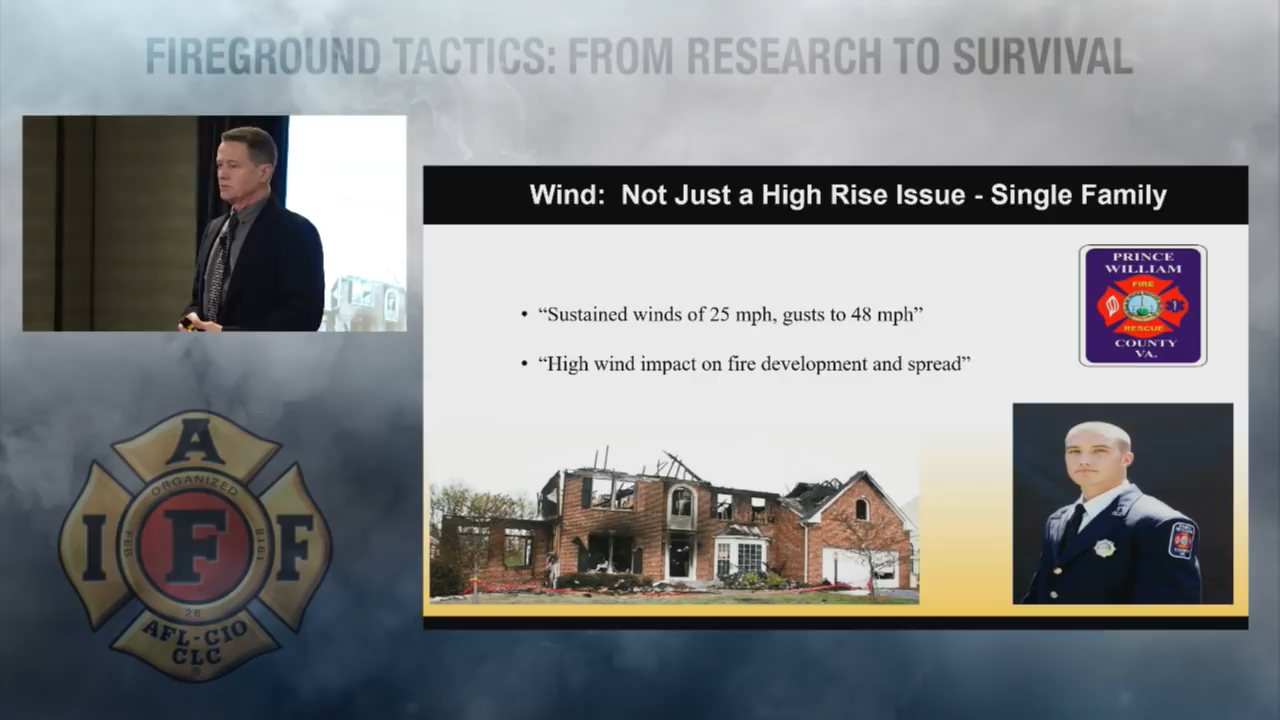 FIREGROUND TACTICS: FROM RESEARCH TO SURVIVAL
Wind: Not Just a High Rise Issue - Single Family
• “Sustained winds of 25 mph, gusts to 48 mph”
• “High wind impact on fire development and spread”
PRINCE
WILLIAM
FIRE
RESCUE
COUNTY
VA.
A
ORGANIZED
I F F
FEB 1918
28
AFL-CIO
CLC